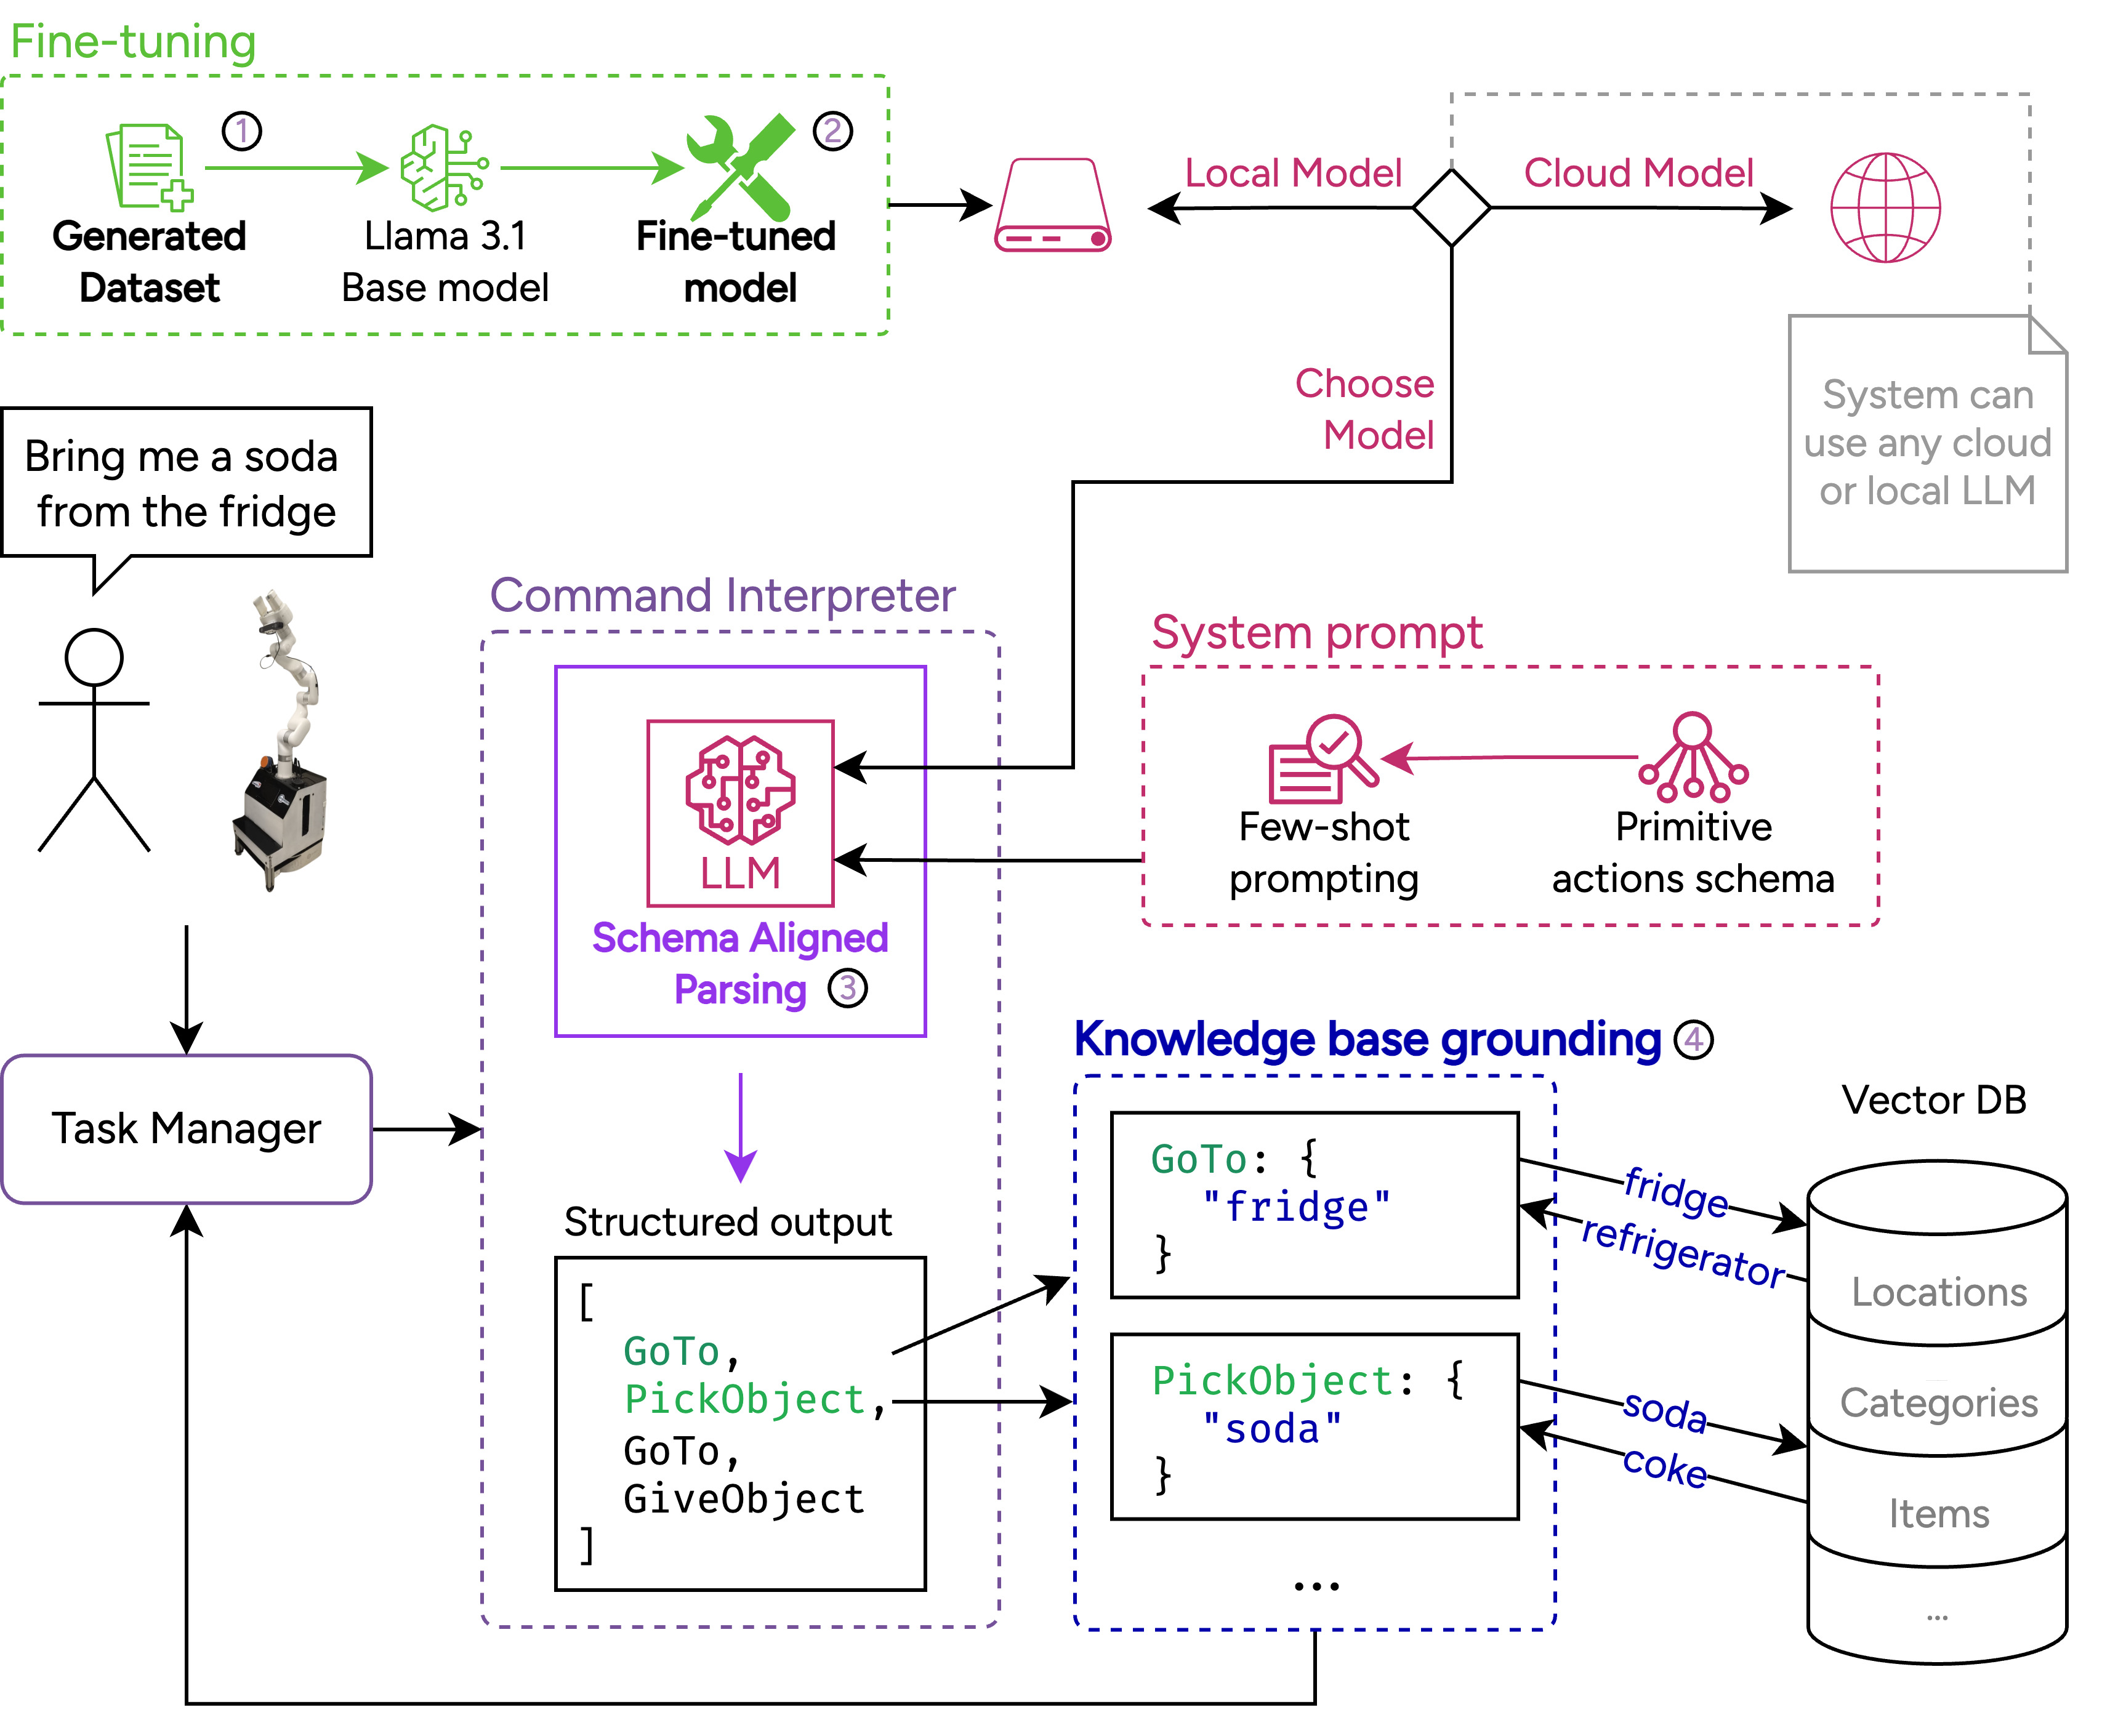 Fine-tuning
1
2
Generated
Dataset
Llama 3.1
Base model
Fine-tuned
model
Local Model
Cloud Model
Choose
Model
System can
use any cloud
or local LLM
Bring me a soda
from the fridge
Command Interpreter
LLM
Schema Aligned
Parsing 3
System prompt
Few-shot
prompting
Primitive
actions schema
Task Manager
Structured output
[
GoTo,
PickObject,
GoTo,
GiveObject
]
Knowledge base grounding 4
GoTo: {
"fridge"
}
PickObject: {
"soda"
}
...
fridge
refrigerator
soda
coke
Vector DB
Locations
Categories
Items
...